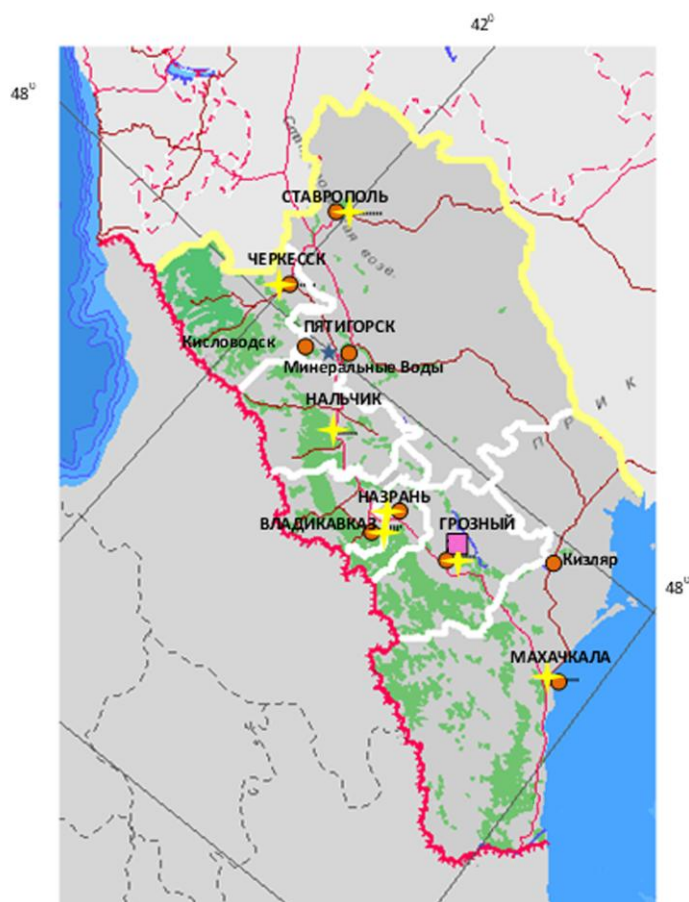 42⁰
48⁰
СТАВРОПОЛЬ
ЧЕРКЕССК
ПЯТИГОРСК
Кисловодск
Минеральные Воды
НАЛЬЧИК
П Р И К
НАЗРАНЬ
ВЛАДИКАВКАЗ
ГРОЗНЫЙ
Кизляр
48⁰
МАХАЧКАЛА